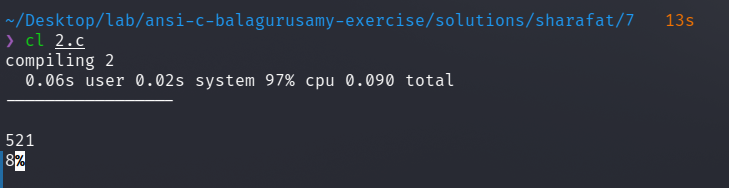 ~/Desktop/lab/ansi-c-balagurusamy-exercise/solutions/sharafat/7 13s
❯ cl 2.c
compiling 2
0.06s user 0.02s system 97% cpu 0.090 total
-----------------
521
8%